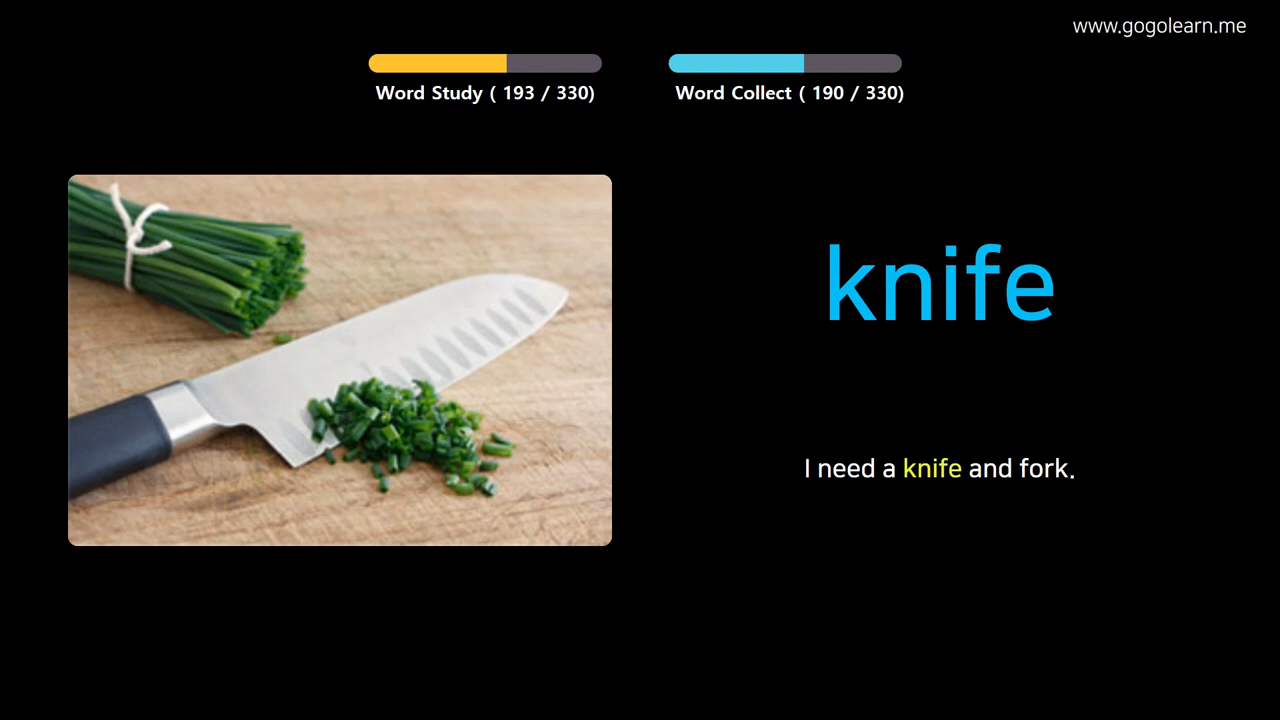 www.gogolearn.me
Word Study ( 193 / 330)
Word Collect ( 190 / 330)
knife
I need a knife and fork.